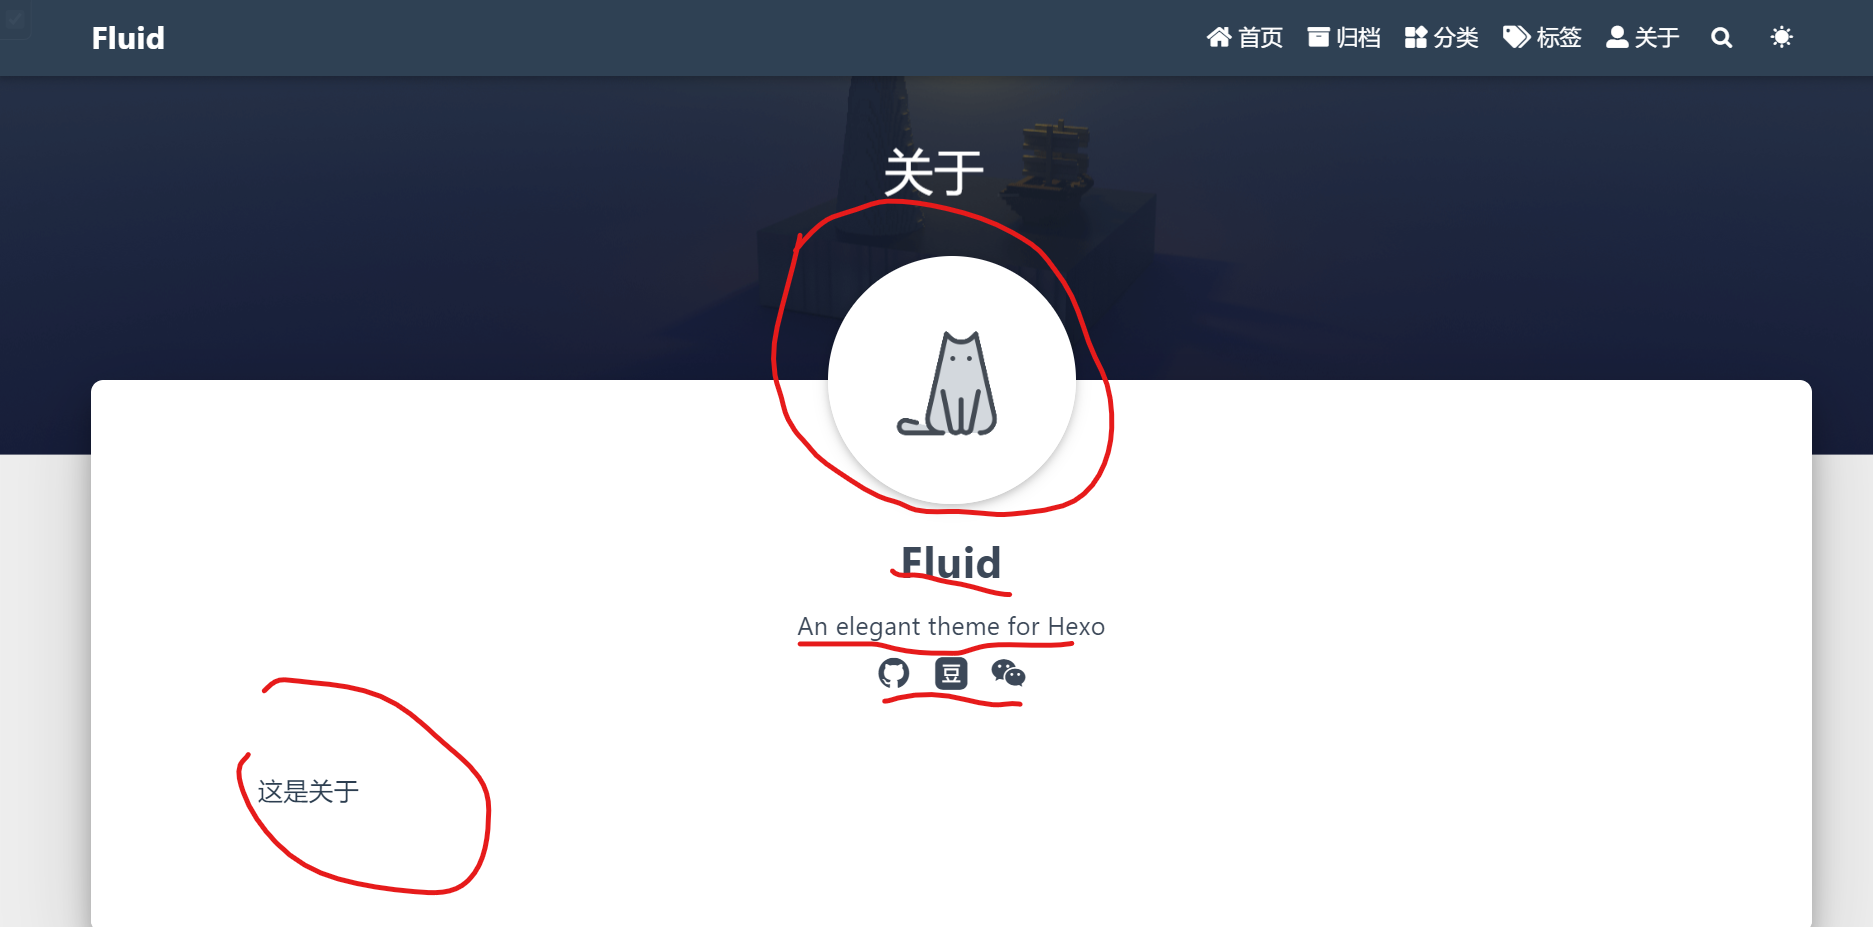 Fluid 首页 归档 分类 标签 关于
关于
Fluid
An elegant theme for Hexo
豆
这是关于